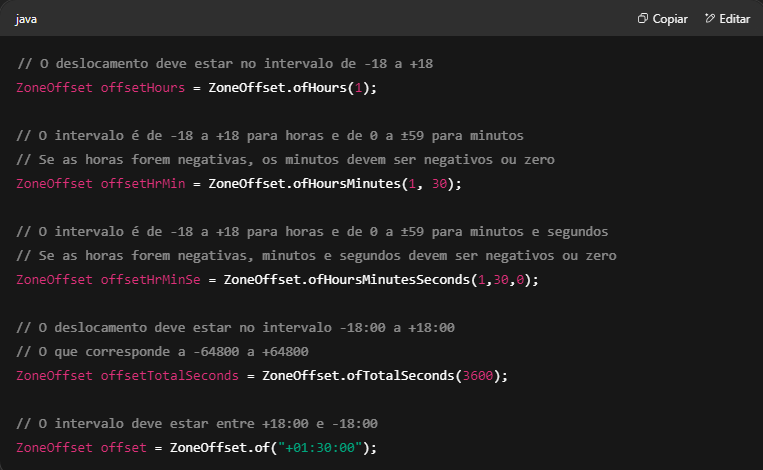 java
Copiar
Editar
// O deslocamento deve estar no intervalo de -18 a +18
ZoneOffset offsetHours = ZoneOffset.ofHours(1);
// O intervalo é de -18 a +18 para horas e de 0 a ±59 para minutos
// Se as horas forem negativas, os minutos devem ser negativos ou zero
ZoneOffset offsetHrMin = ZoneOffset.ofHoursMinutes(1, 30);
// O intervalo é de -18 a +18 para horas e de 0 a ±59 para minutos e segundos
// Se as horas forem negativas, minutos e segundos devem ser negativos ou zero
ZoneOffset offsetHrMinSe = ZoneOffset.ofHoursMinutesSeconds(1,30,0);
// O deslocamento deve estar no intervalo -18:00 a +18:00
// O que corresponde a -64800 a +64800
ZoneOffset offsetTotalSeconds = ZoneOffset.ofTotalSeconds(3600);
// O intervalo deve estar entre +18:00 e -18:00
ZoneOffset offset = ZoneOffset.of("+01:30:00");